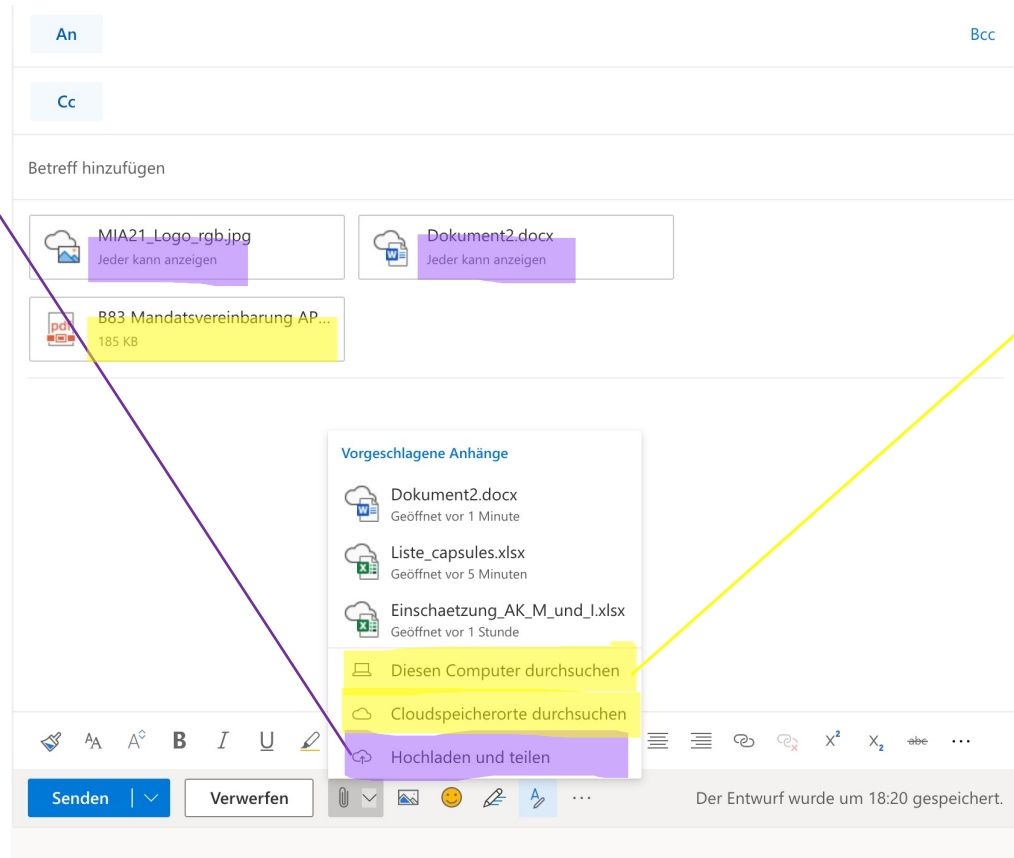 An
Bcc
Cc
Betreff hinzufügen
MIA21_Logo_rgb.jpg
Jeder kann anzeigen
Dokument2.docx
Jeder kann anzeigen
pdf
B83 Mandatsvereinbarung AP...
185 KB
Vorgeschlagene Anhänge
Dokument2.docx
Geöffnet vor 1 Minute
Liste_capsules.xlsx
Geöffnet vor 5 Minuten
Einschaetzung_AK_M_und_I.xlsx
Geöffnet vor 1 Stunde
Diesen Computer durchsuchen
Cloudspeicherorte durchsuchen
Hochladen und teilen
Senden
Verwerfen
Der Entwurf wurde um 18:20 gespeichert.